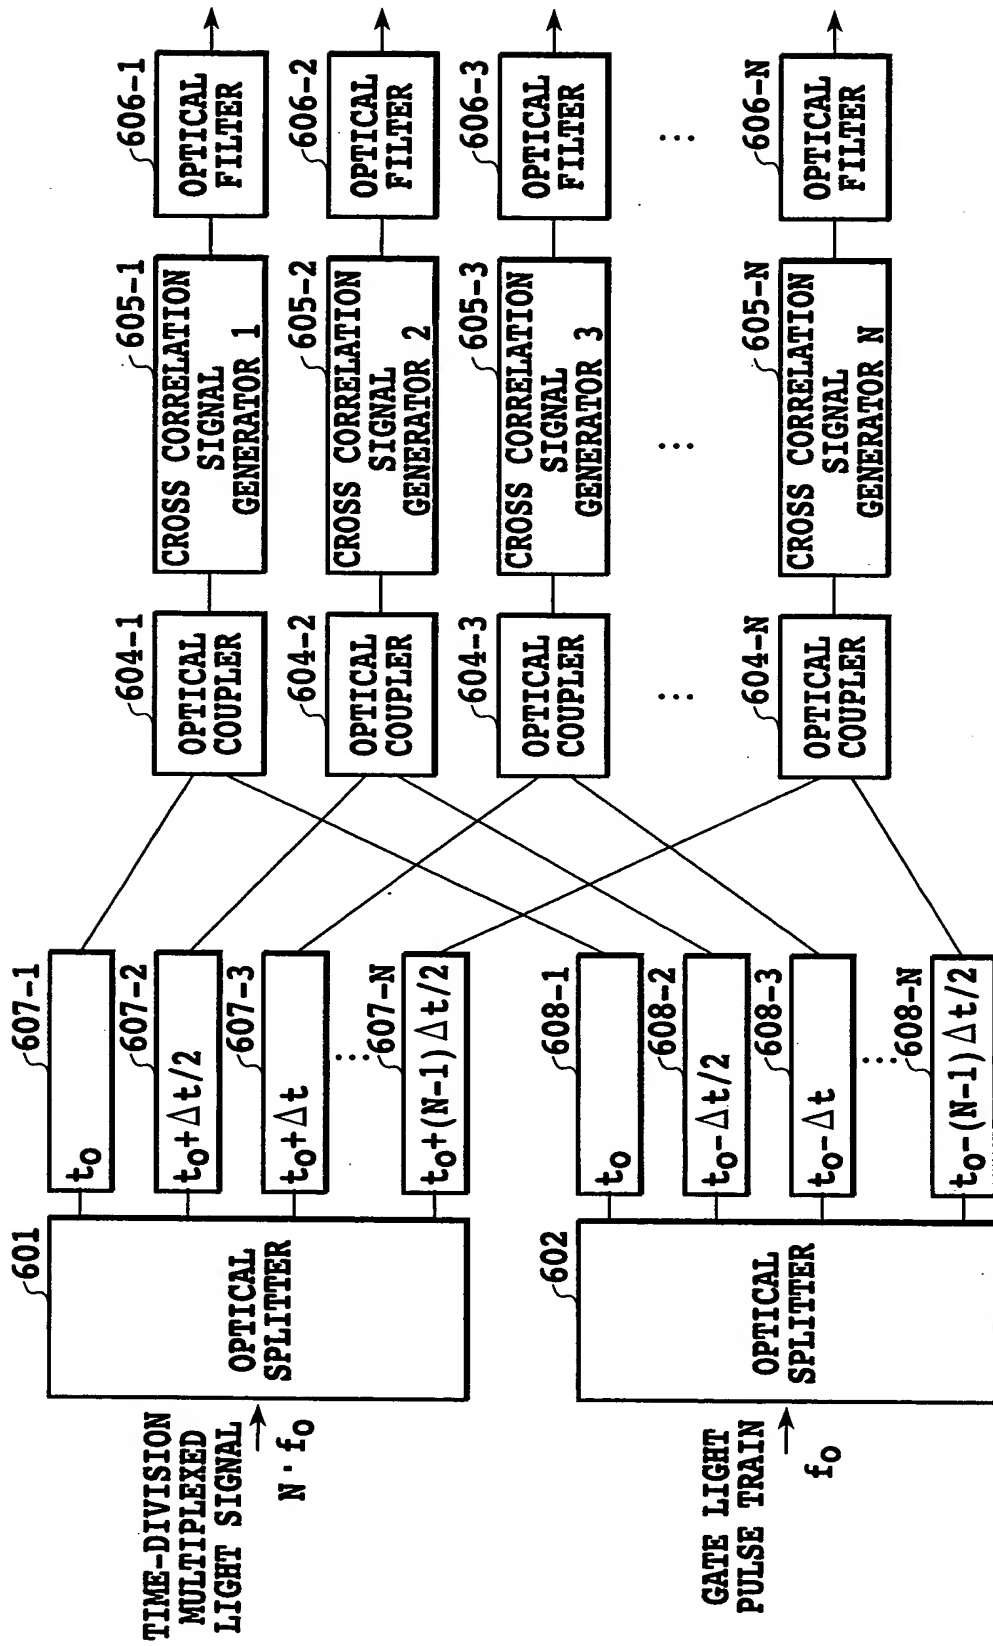 TIME-DIVISION
MULTIPLEXED
LIGHT SIGNAL
N · f₀
601
OPTICAL
SPLITTER
t₀
607-1
t₀+Δt/2
607-2
t₀+Δt
607-3
...
t₀+(N-1)Δt/2
607-N
GATE LIGHT
PULSE TRAIN
f₀
602
OPTICAL
SPLITTER
t₀
608-1
t₀-Δt/2
608-2
t₀-Δt
608-3
...
t₀-(N-1)Δt/2
608-N
604-1
OPTICAL
COUPLER
605-1
CROSS CORRELATION
SIGNAL
GENERATOR 1
606-1
OPTICAL
FILTER
604-2
OPTICAL
COUPLER
605-2
CROSS CORRELATION
SIGNAL
GENERATOR 2
606-2
OPTICAL
FILTER
604-3
OPTICAL
COUPLER
605-3
CROSS CORRELATION
SIGNAL
GENERATOR 3
606-3
OPTICAL
FILTER
...
...
...
604-N
OPTICAL
COUPLER
605-N
CROSS CORRELATION
SIGNAL
GENERATOR N
606-N
OPTICAL
FILTER